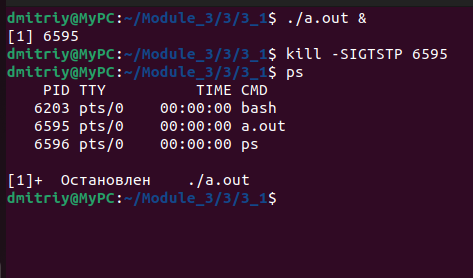 dmitriy@MyPC:~/Module_3/3/3_1$ ./a.out &
[1] 6595
dmitriy@MyPC:~/Module_3/3/3_1$ kill -SIGTSTP 6595
dmitriy@MyPC:~/Module_3/3/3_1$ ps
    PID TTY          TIME CMD
   6203 pts/0    00:00:00 bash
   6595 pts/0    00:00:00 a.out
   6596 pts/0    00:00:00 ps

[1]+  Остановлен    ./a.out
dmitriy@MyPC:~/Module_3/3/3_1$